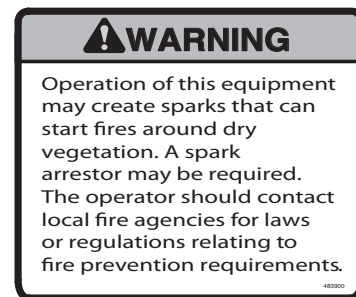 WARNING
Operation of this equipment
may create sparks that can
start fires around dry
vegetation. A spark
arrestor may be required.
The operator should contact
local fire agencies for laws
or regulations relating to
fire prevention requirements.
483900